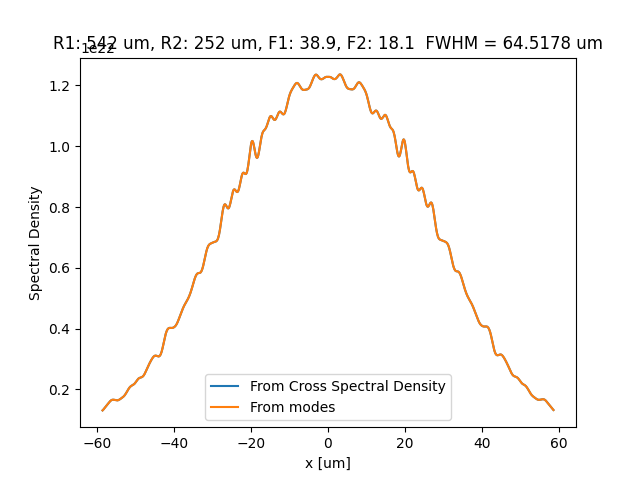 R1: 542 um, R2: 252 um, F1: 38.9, F2: 18.1  FWHM = 64.5178 um
1e22
1.2
1.0
0.8
0.6
0.4
0.2
Spectral Density
From Cross Spectral Density
From modes
−60
−40
−20
0
20
40
60
x [um]